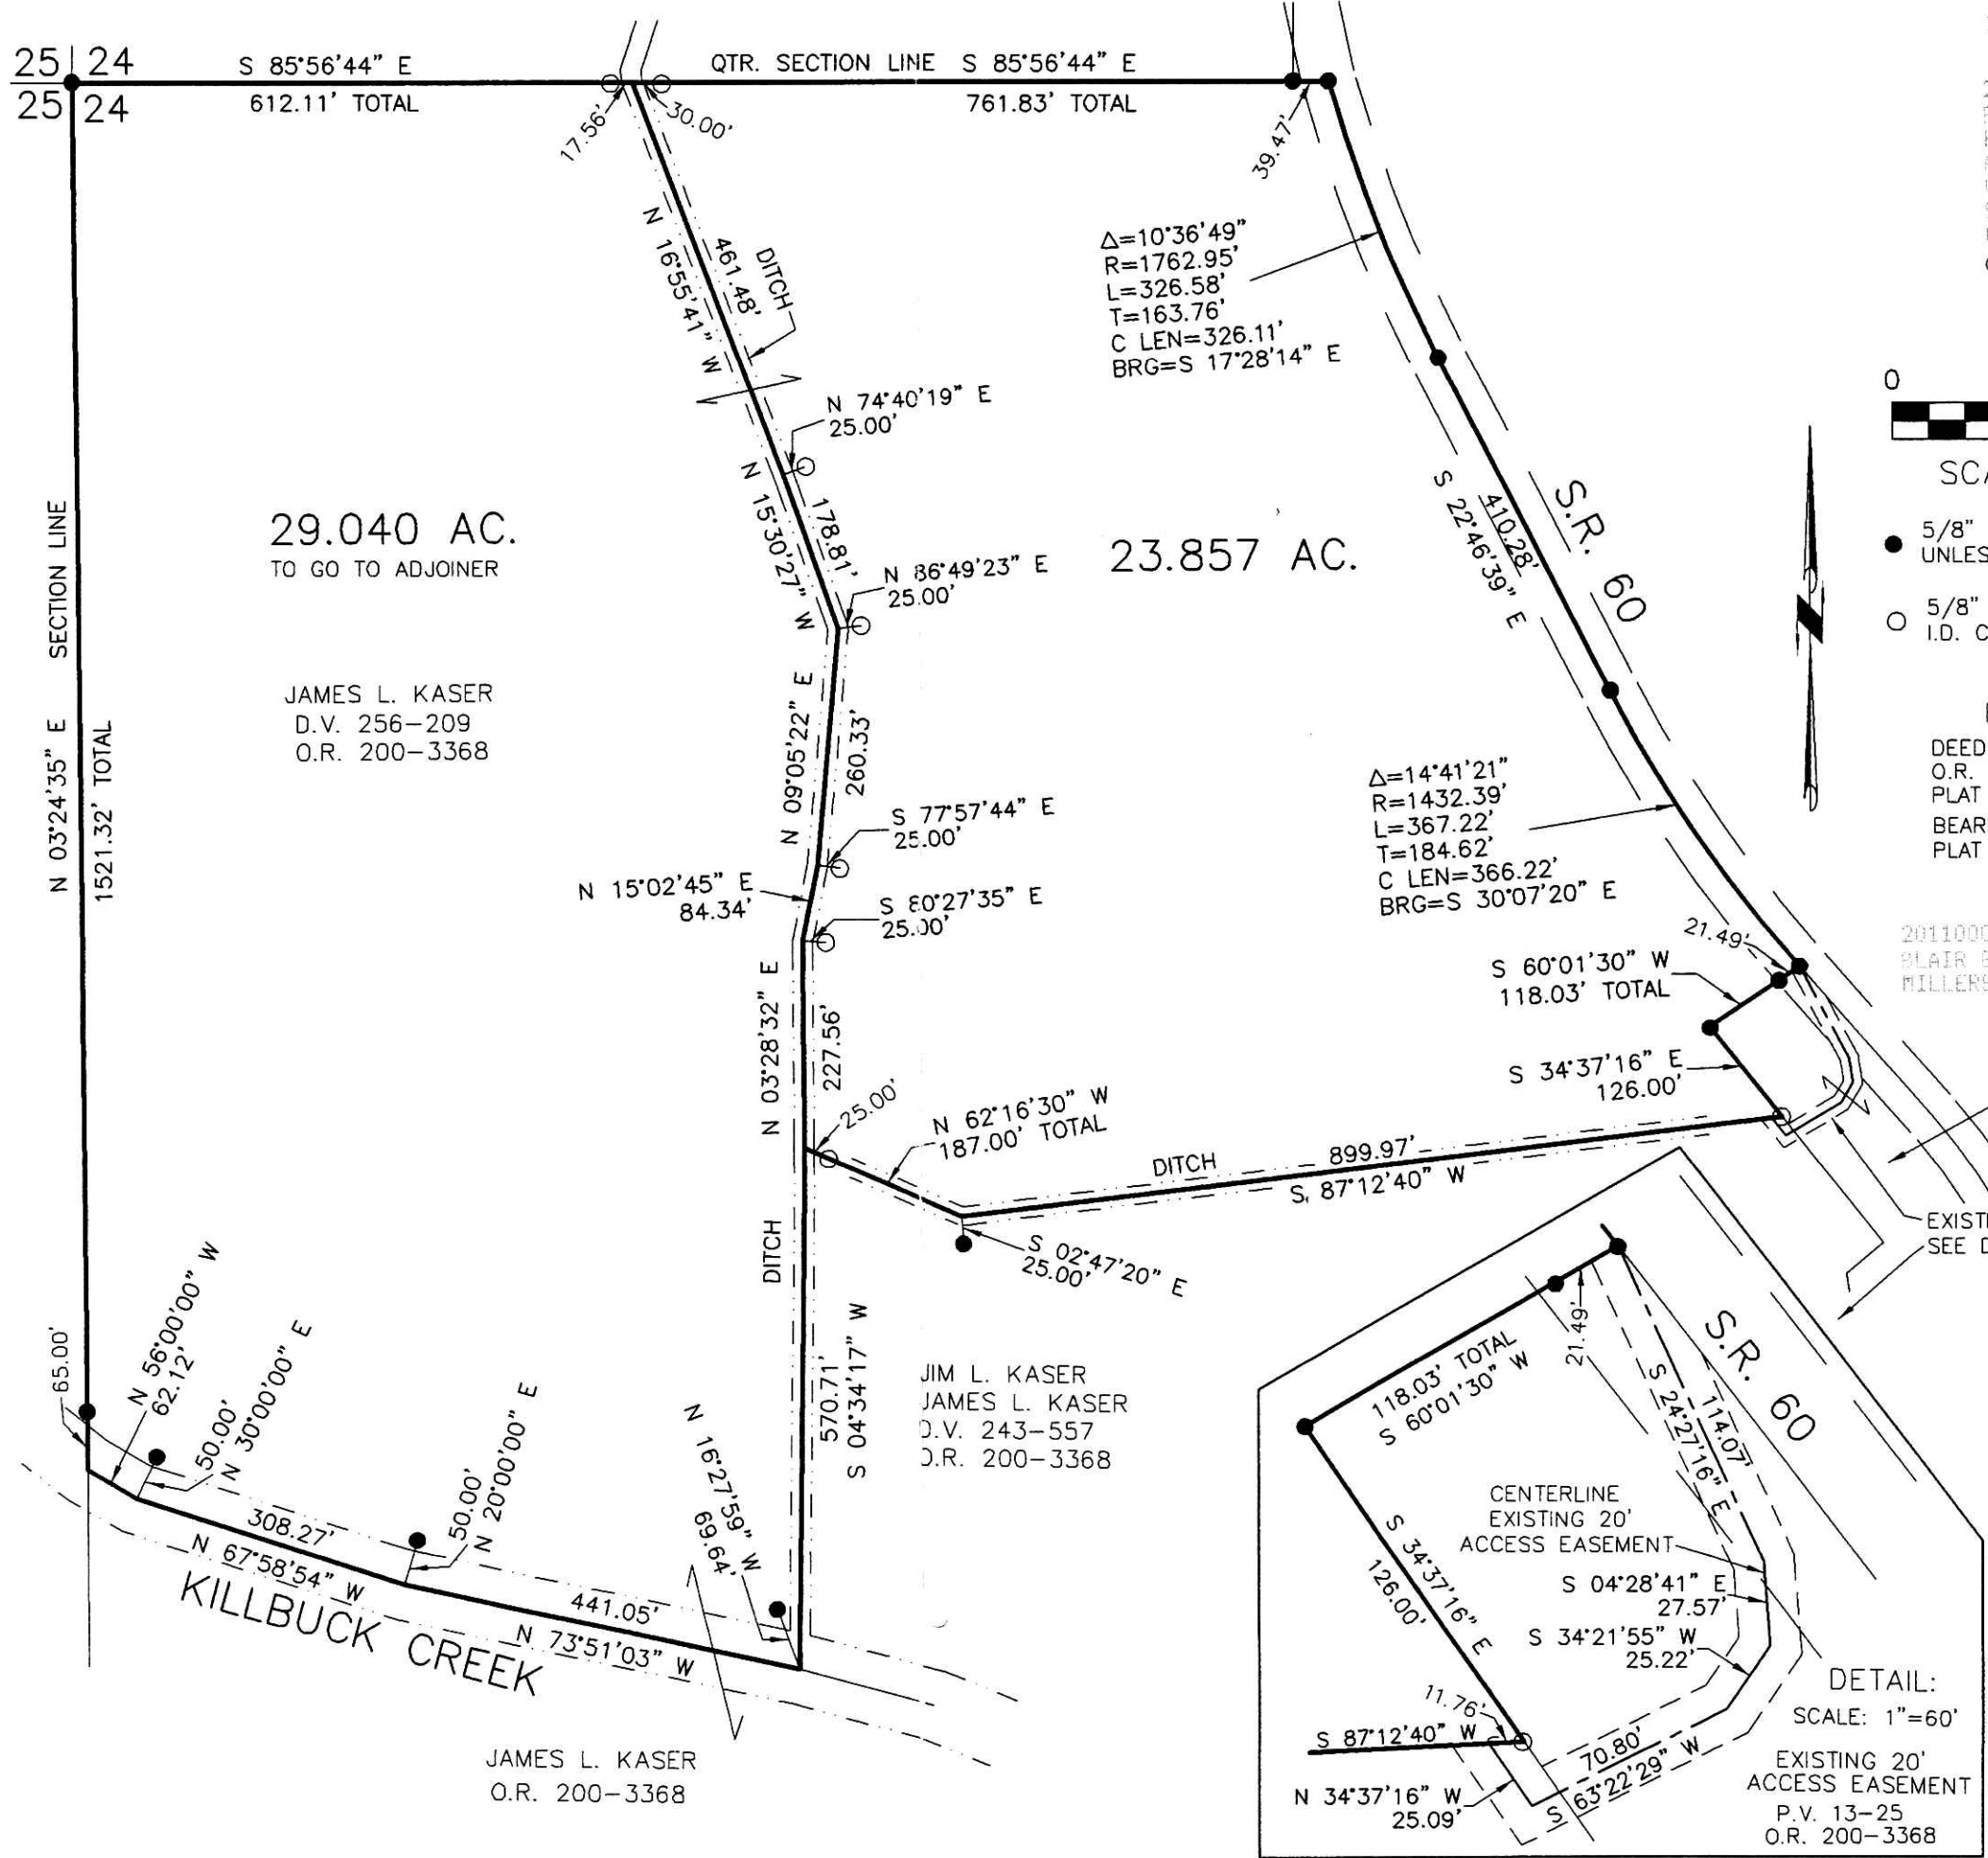 25 24
25 24
S 85°56'44" E
612.11' TOTAL
QTR. SECTION LINE S 85°56'44" E
761.83' TOTAL
17.56'
30.00'
39.47'
N 16°55'41" W
461.48'
DITCH
Δ=10°36'49"
R=1762.95'
L=326.58'
T=163.76'
C LEN=326.11'
BRG=S 17°28'14" E
N 74°40'19" E
25.00'
N 15°30'27" W
178.81'
N 86°49'23" E
25.00'
29.040 AC.
TO GO TO ADJOINER
23.857 AC.
S 22°46'39" E
410.28'
S.R. 60
0
5/8"
5/8"
I.D.
N
DEED
O.R.
PLAT
PLAT
N 03°24'35" E SECTION LINE
1521.32' TOTAL
JAMES L. KASER
D.V. 256-209
O.R. 200-3368
N 09°05'22" E
260.33'
S 77°57'44" E
25.00'
N 15°02'45" E
84.34'
S 80°27'35" E
25.00'
Δ=14°41'21"
R=1432.39'
L=367.22'
T=184.62'
C LEN=366.22'
BRG=S 30°07'20" E
N 03°28'32" E
227.56'
21.49'
S 60°01'30" W
118.03' TOTAL
S 34°37'16" E
126.00'
BLAIR
25.00'
N 62°16'30" W
187.00' TOTAL
DITCH
899.97'
S 87°12'40" W
S 02°47'20" E
25.00'
SEE
DITCH
570.71'
S 04°34'17" W
65.00'
N 56°00'00" W
62.12'
50.00'
N 30°00'00" E
50.00'
N 20°00'00" E
N 16°27'59" W
69.64'
JIM L. KASER
JAMES L. KASER
D.V. 243-557
O.R. 200-3368
308.27'
N 67°58'54" W
441.05'
N 73°51'03" W
KILLBUCK CREEK
JAMES L. KASER
O.R. 200-3368
118.03' TOTAL
S 60°01'30" W
21.49'
S.R. 60
114.07'
S 24°27'16" E
CENTERLINE
EXISTING 20'
ACCESS EASEMENT
S 34°37'16" E
126.00'
S 04°28'41" E
27.57'
S 34°21'55" W
25.22'
11.76'
S 87°12'40" W
N 34°37'16" W
25.09'
70.80'
S 63°22'29" W
DETAIL:
SCALE: 1"=60'
EXISTING 20'
ACCESS EASEMENT
P.V. 13-25
O.R. 200-3368